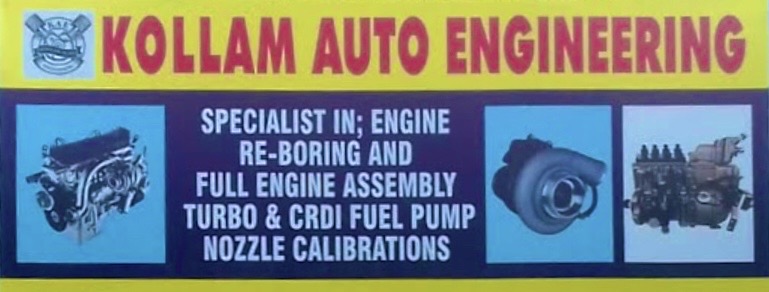 KOLLAM AUTO ENGINEERING
SPECIALIST IN; ENGINE
RE-BORING AND
FULL ENGINE ASSEMBLY
TURBO & CRDI FUEL PUMP
NOZZLE CALIBRATIONS